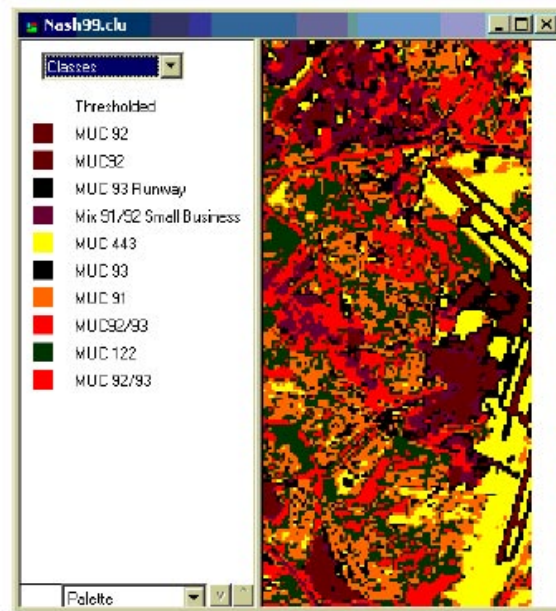 Nash99.clu
Classes
Thresholded
MUC 92
MUC92
MUC 93 Runway
Mix 91/92 Small Business
MUC 443
MUC 93
MUC 91
MUC92/93
MUC 122
MUC 92/93
Palette